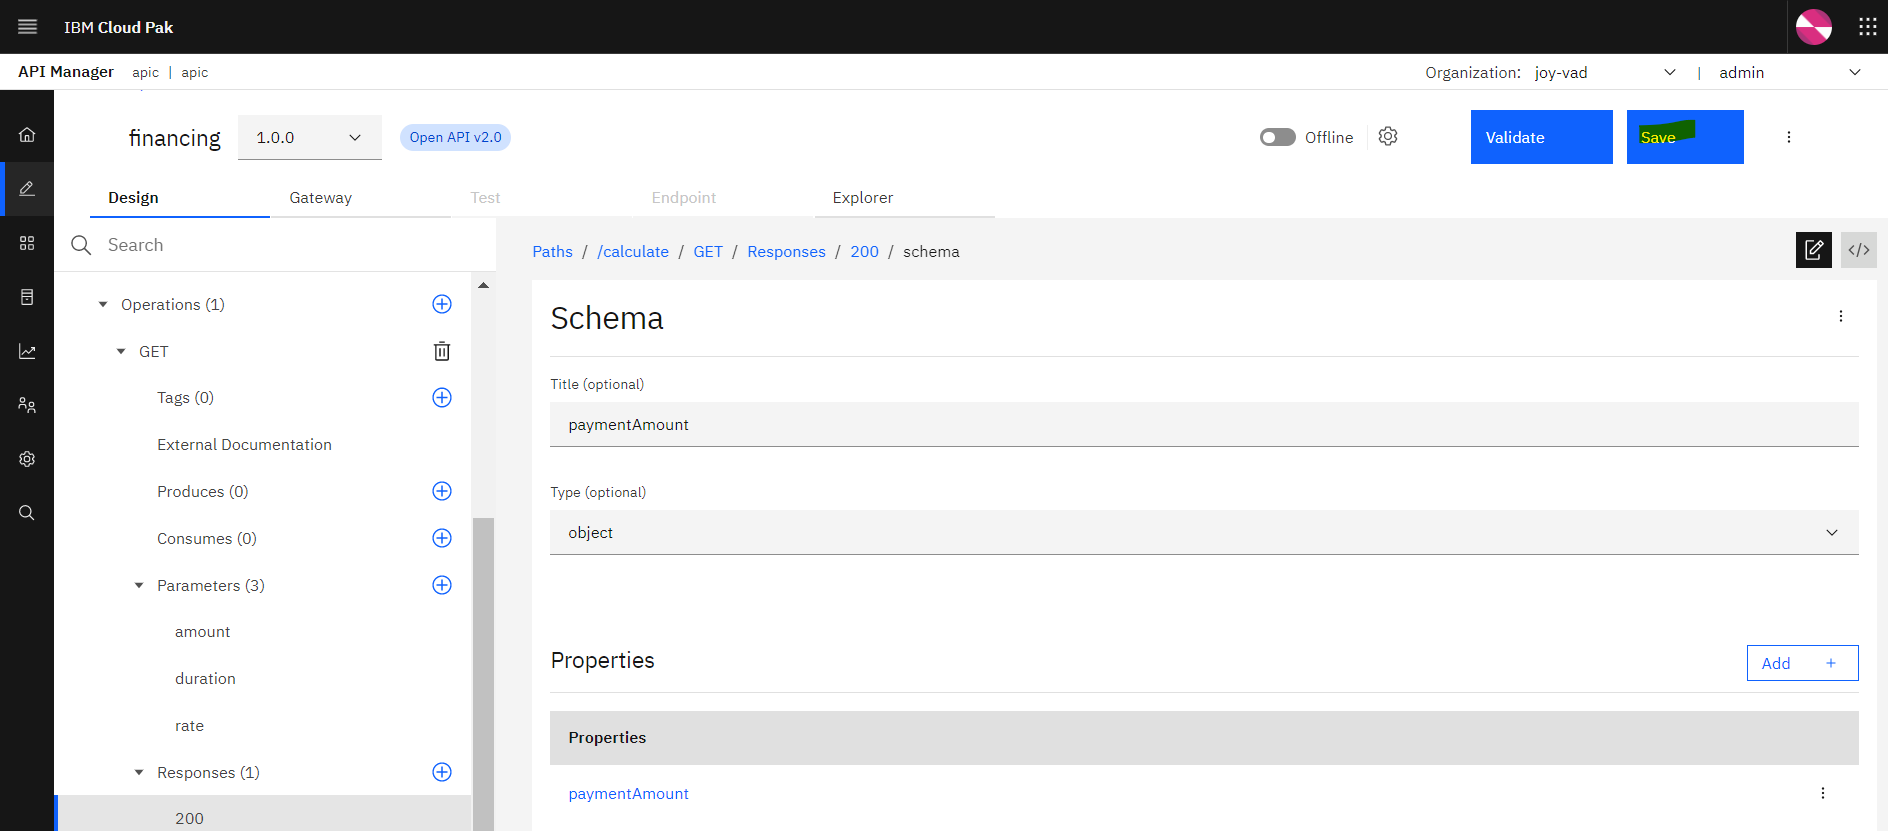 IBM Cloud Pak
API Manager apic | apic Organization: joy-vad | admin
financing 1.0.0 Open API v2.0 Offline Validate Save
Design Gateway Test Endpoint Explorer
Search
Paths / /calculate / GET / Responses / 200 / schema
</>
Operations (1)
GET
Tags (0)
External Documentation
Produces (0)
Consumes (0)
Parameters (3)
amount
duration
rate
Responses (1)
200
Schema
Title (optional)
paymentAmount
Type (optional)
object
Properties
Add +
Properties
paymentAmount